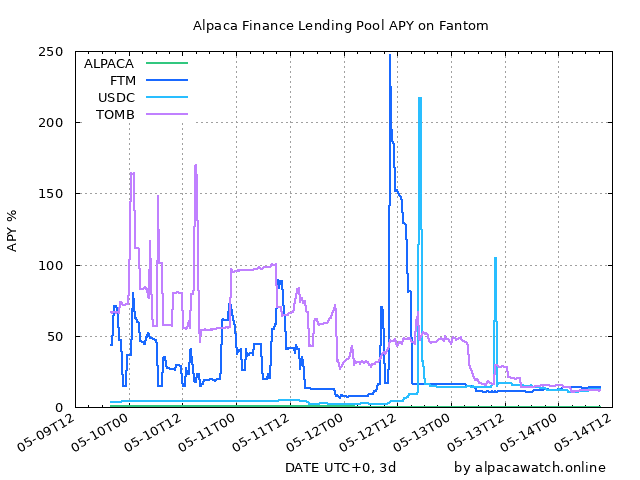 Alpaca Finance Lending Pool APY on Fantom
250
200
150
100
50
0
APY %
ALPACA
FTM
USDC
TOMB
05-09T12
05-10T00
05-10T12
05-11T00
05-11T12
05-12T00
05-12T12
05-13T00
05-13T12
05-14T00
05-14T12
DATE UTC+0, 3d
by alpacawatch.online